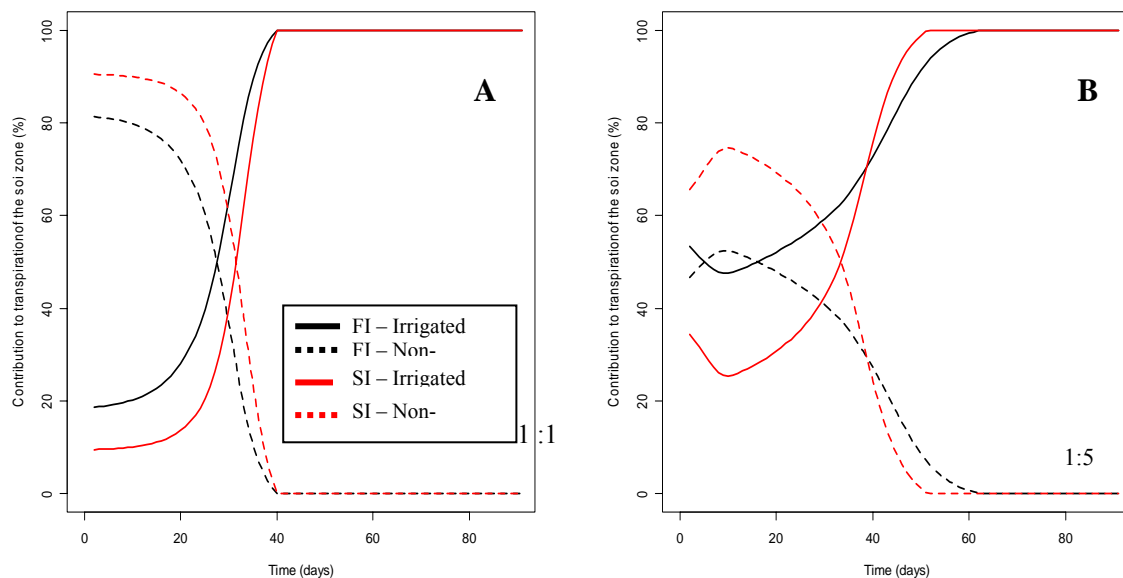 Contribution to transpiration of the soi zone (%)
0
20
40
60
80
100
A
FI – Irrigated
FI – Non-
SI – Irrigated
SI – Non-
1 :1
0
20
40
60
80
Time (days)
Contribution to transpiration of the soi zone (%)
0
20
40
60
80
100
B
1:5
0
20
40
60
80
Time (days)